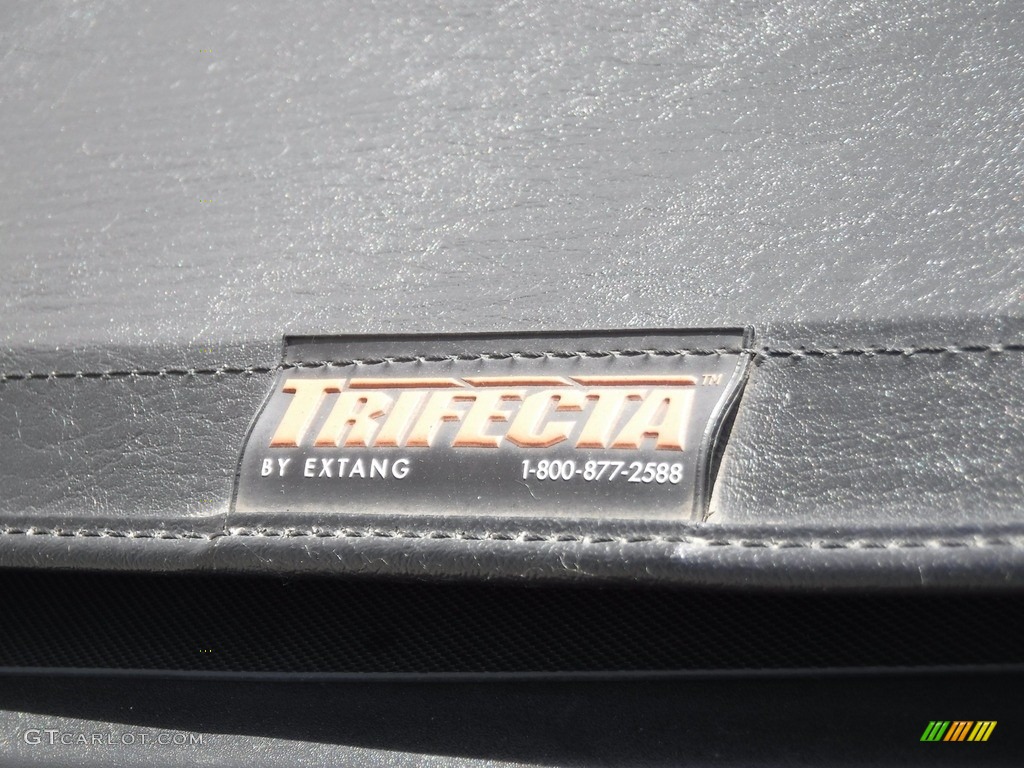 TRIFECTA™
BY EXTANG 1-800-877-2588
GTCARLOT.COM